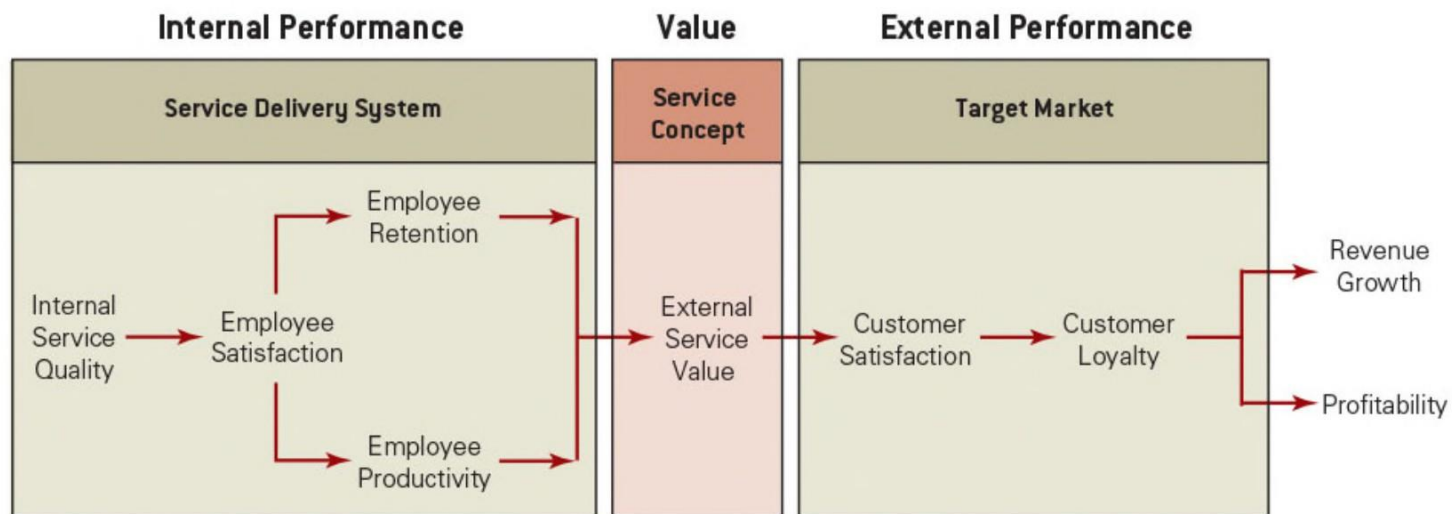 Internal Performance
Value
External Performance
Service Delivery System
Service
Concept
Target Market
Internal
Service
Quality
Employee
Satisfaction
Employee
Retention
Employee
Productivity
External
Service
Value
Customer
Satisfaction
Customer
Loyalty
Revenue
Growth
Profitability